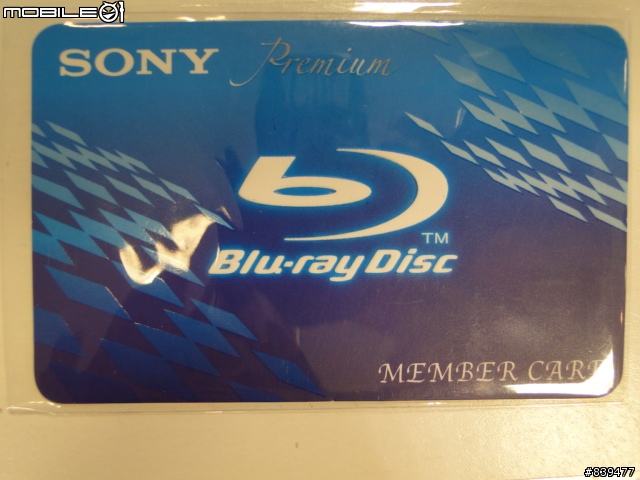 MOBILE01
SONY Premium
b
TM
Blu-ray Disc
MEMBER CARD
#839477